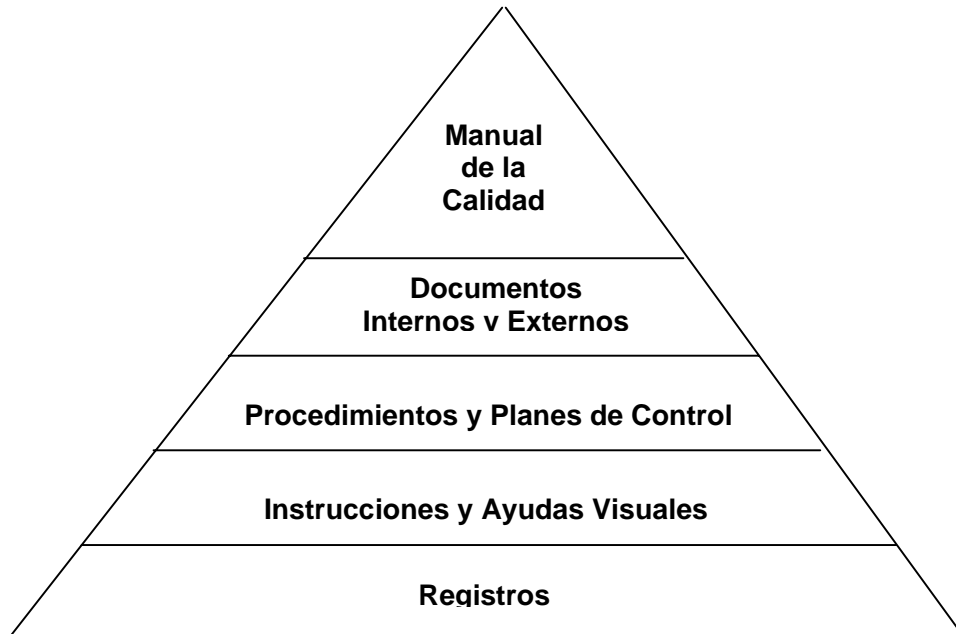 Manual
de la
Calidad
Documentos
Internos y Externos
Procedimientos y Planes de Control
Instrucciones y Ayudas Visuales
Registros